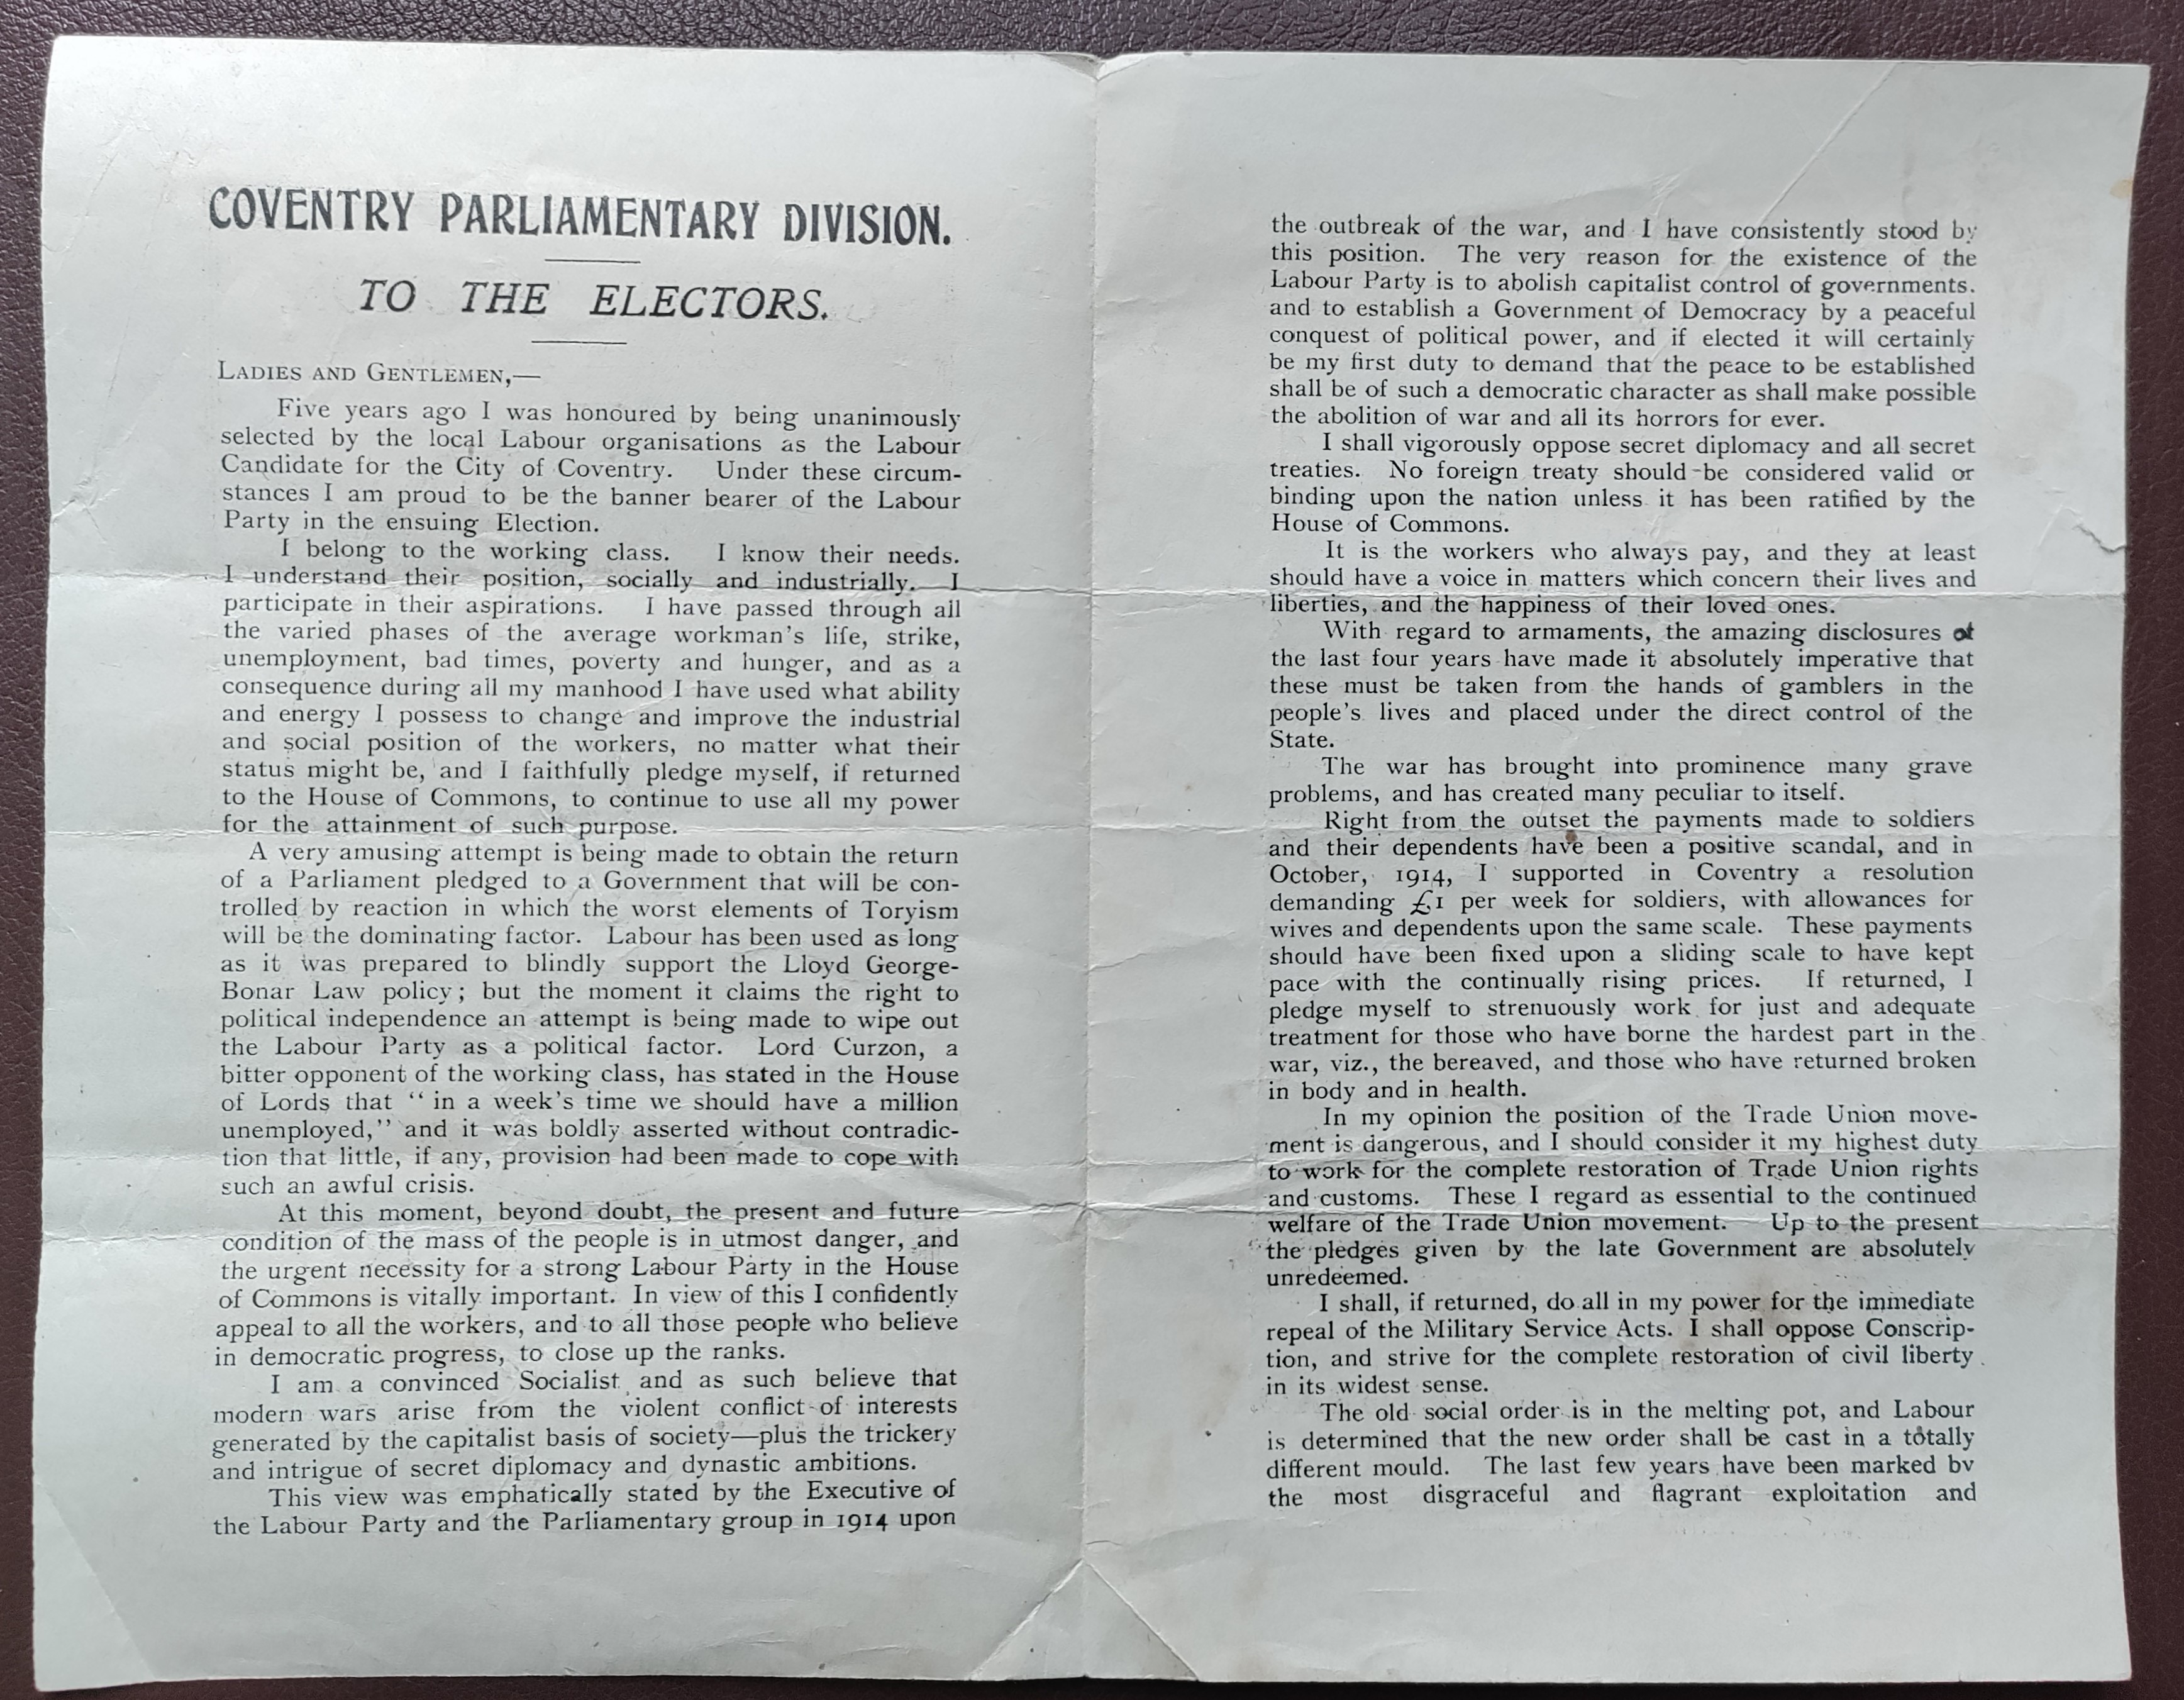 COVENTRY PARLIAMENTARY DIVISION.
TO THE ELECTORS.
LADIES AND GENTLEMEN,—
Five years ago I was honoured by being unanimously
selected by the local Labour organisations as the Labour
Candidate for the City of Coventry. Under these circum-
stances I am proud to be the banner bearer of the Labour
Party in the ensuing Election.
I belong to the working class. I know their needs.
I understand their position, socially and industrially. I
participate in their aspirations. I have passed through all
the varied phases of the average workman's life, strike,
unemployment, bad times, poverty and hunger, and as a
consequence during all my manhood I have used what ability
and energy I possess to change and improve the industrial
and social position of the workers, no matter what their
status might be, and I faithfully pledge myself, if returned
to the House of Commons, to continue to use all my power
for the attainment of such purpose.
A very amusing attempt is being made to obtain the return
of a Parliament pledged to a Government that will be con-
trolled by reaction in which the worst elements of Toryism
will be the dominating factor. Labour has been used as long
as it was prepared to blindly support the Lloyd George-
Bonar Law policy; but the moment it claims the right to
political independence an attempt is being made to wipe out
the Labour Party as a political factor. Lord Curzon, a
bitter opponent of the working class, has stated in the House
of Lords that "in a week's time we should have a million
unemployed," and it was boldly asserted without contradic-
tion that little, if any, provision had been made to cope with
such an awful crisis.
At this moment, beyond doubt, the present and future
condition of the mass of the people is in utmost danger, and
the urgent necessity for a strong Labour Party in the House
of Commons is vitally important. In view of this I confidently
appeal to all the workers, and to all those people who believe
in democratic progress, to close up the ranks.
I am a convinced Socialist and as such believe that
modern wars arise from the violent conflict of interests
generated by the capitalist basis of society—plus the trickery
and intrigue of secret diplomacy and dynastic ambitions.
This view was emphatically stated by the Executive of
the Labour Party and the Parliamentary group in 1914 upon
the outbreak of the war, and I have consistently stood by
this position. The very reason for the existence of the
Labour Party is to abolish capitalist control of governments.
and to establish a Government of Democracy by a peaceful
conquest of political power, and if elected it will certainly
be my first duty to demand that the peace to be established
shall be of such a democratic character as shall make possible
the abolition of war and all its horrors for ever.
I shall vigorously oppose secret diplomacy and all secret
treaties. No foreign treaty should be considered valid or
binding upon the nation unless it has been ratified by the
House of Commons.
It is the workers who always pay, and they at least
should have a voice in matters which concern their lives and
liberties, and the happiness of their loved ones.
With regard to armaments, the amazing disclosures of
the last four years have made it absolutely imperative that
these must be taken from the hands of gamblers in the
people's lives and placed under the direct control of the
State.
The war has brought into prominence many grave
problems, and has created many peculiar to itself.
Right from the outset the payments made to soldiers
and their dependents have been a positive scandal, and in
October, 1914, I supported in Coventry a resolution
demanding £1 per week for soldiers, with allowances for
wives and dependents upon the same scale. These payments
should have been fixed upon a sliding scale to have kept
pace with the continually rising prices. If returned, I
pledge myself to strenuously work for just and adequate
treatment for those who have borne the hardest part in the
war, viz., the bereaved, and those who have returned broken
in body and in health.
In my opinion the position of the Trade Union move-
ment is dangerous, and I should consider it my highest duty
to work for the complete restoration of Trade Union rights
and customs. These I regard as essential to the continued
welfare of the Trade Union movement. Up to the present
the pledges given by the late Government are absolutely
unredeemed.
I shall, if returned, do all in my power for the immediate
repeal of the Military Service Acts. I shall oppose Conscrip-
tion, and strive for the complete restoration of civil liberty
in its widest sense.
The old social order is in the melting pot, and Labour
is determined that the new order shall be cast in a totally
different mould. The last few years have been marked by
the most disgraceful and flagrant exploitation and